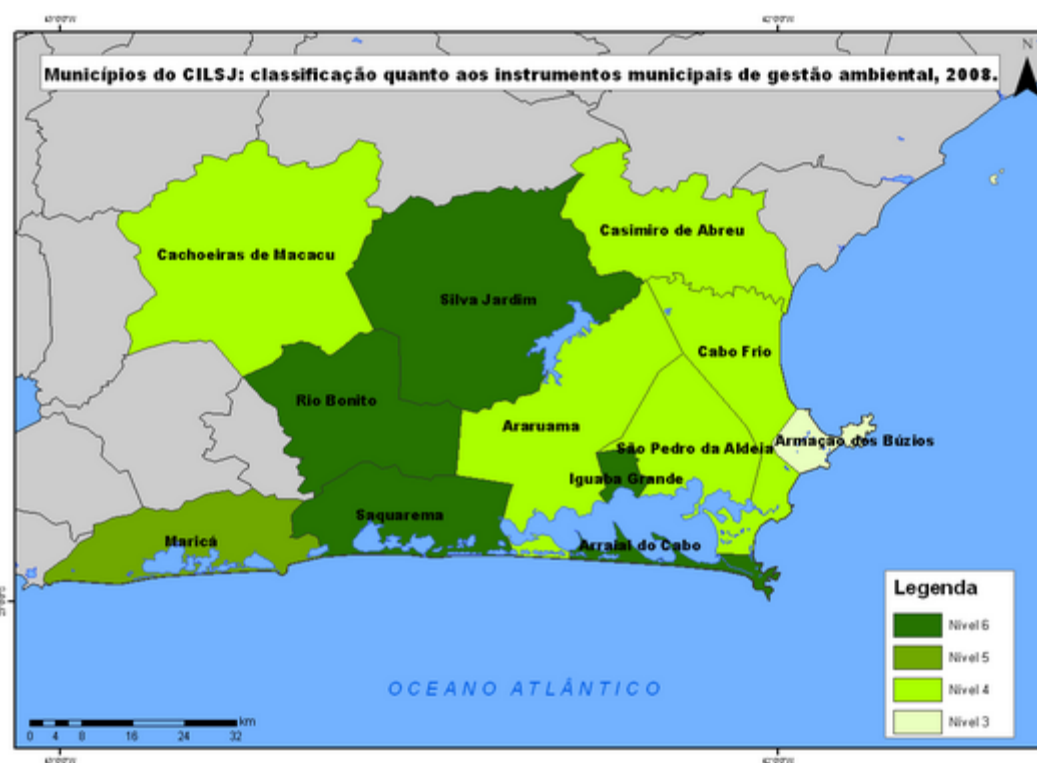 Municípios do CILSJ: classificação quanto aos instrumentos municipais de gestão ambiental, 2008.
N
Casimiro de Abreu
Cachoeiras de Macacu
Silva Jardim
Cabo Frio
Rio Bonito
Araruama
Armação dos Búzios
São Pedro da Aldéia
Iguaba Grande
Saquarema
Maricá
Arraial do Cabo
Legenda
Nível 6
Nível 5
Nível 4
Nível 3
OCEANO ATLÂNTICO
km
0 4 8 16 24 32